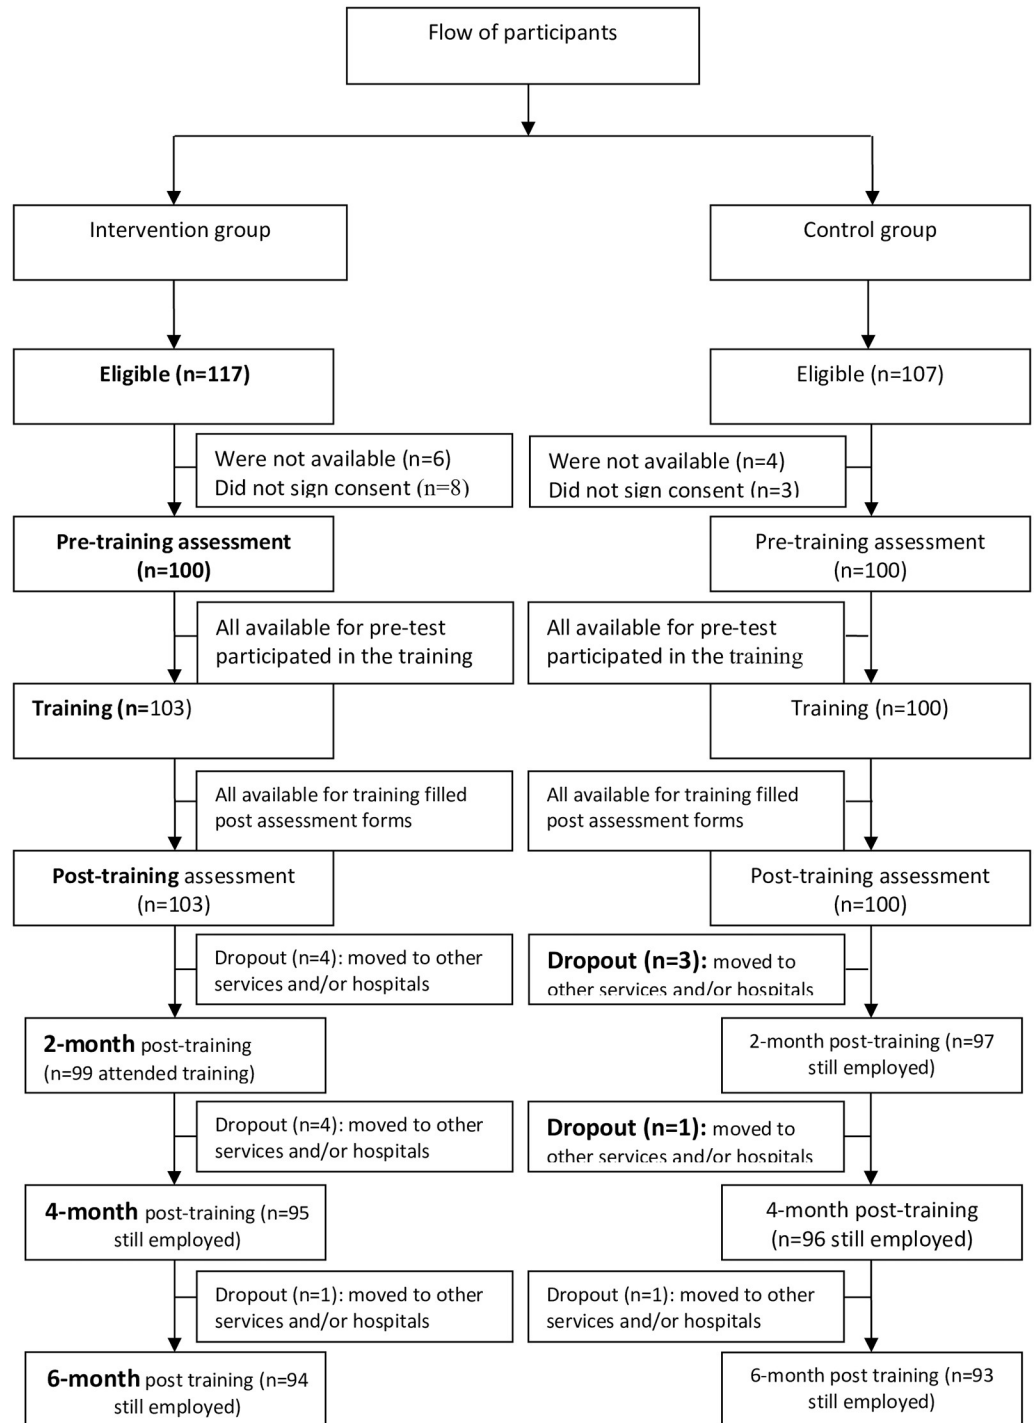 Flow of participants
Intervention group
Control group
Eligible (n=117)
Eligible (n=107)
Were not available (n=6)
Did not sign consent (n=8)
Were not available (n=4)
Did not sign consent (n=3)
Pre-training assessment
(n=100)
Pre-training assessment
(n=100)
All available for pre-test
participated in the training
All available for pre-test
participated in the training
Training (n=103)
Training (n=100)
All available for training filled
post assessment forms
All available for training filled
post assessment forms
Post-training assessment
(n=103)
Post-training assessment
(n=100)
Dropout (n=4): moved to other
services and/or hospitals
Dropout (n=3): moved to
other services and/or hospitals
2-month post-training
(n=99 attended training)
2-month post-training (n=97
still employed)
Dropout (n=4): moved to other
services and/or hospitals
Dropout (n=1): moved to
other services and/or hospitals
4-month post-training (n=95
still employed)
4-month post-training
(n=96 still employed)
Dropout (n=1): moved to other
services and/or hospitals
Dropout (n=1): moved to other
services and/or hospitals
6-month post training (n=94
still employed)
6-month post training (n=93
still employed)